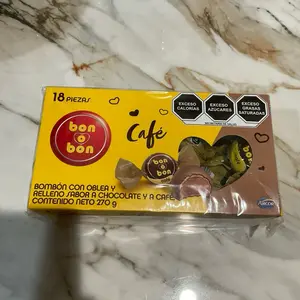 18 PIEZAS
EXCESO CALORÍAS
EXCESO AZÚCARES
EXCESO GRASAS SATURADAS
bon o bon
Café
bon o bon
BOMBÓN CON OBLEA Y
RELLENO SABOR A CHOCOLATE Y A CAFÉ
CONTENIDO NETO 270 g
Arcor